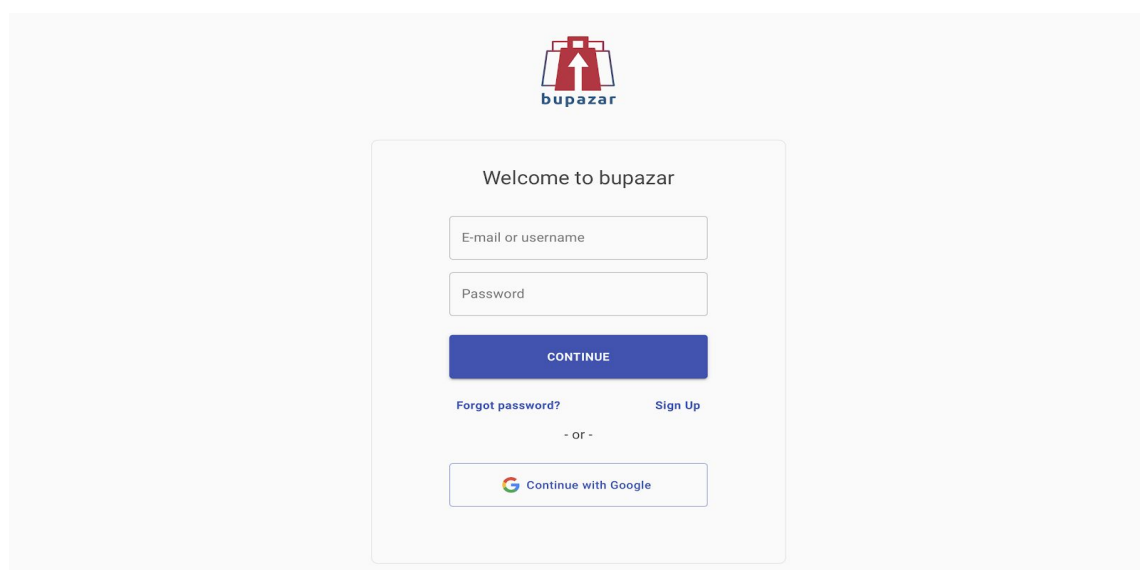 bupazar
Welcome to bupazar
E-mail or username
Password
CONTINUE
Forgot password? Sign Up
- or -
Continue with Google